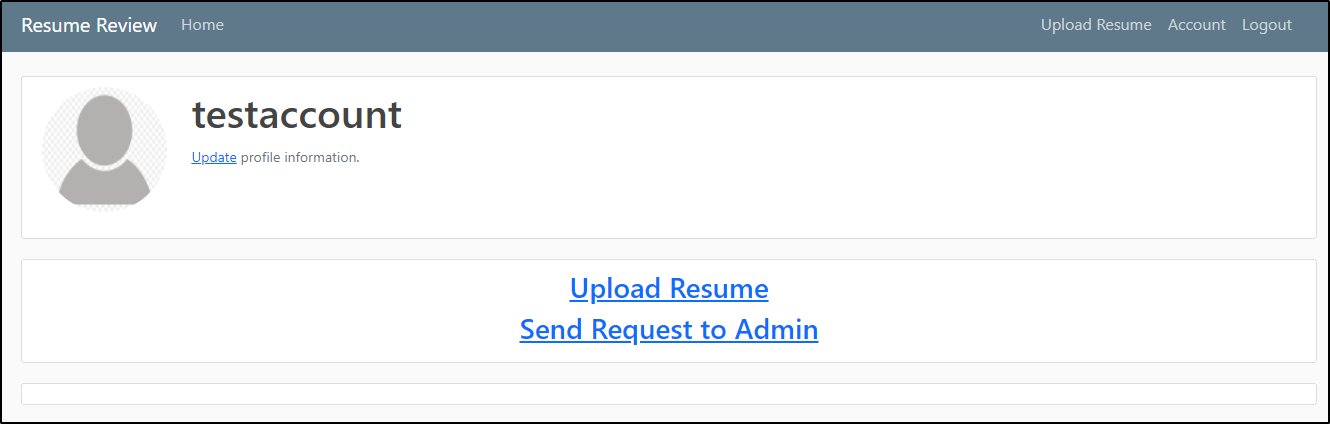 Resume Review Home Upload Resume Account Logout
testaccount
Update profile information.
Upload Resume
Send Request to Admin